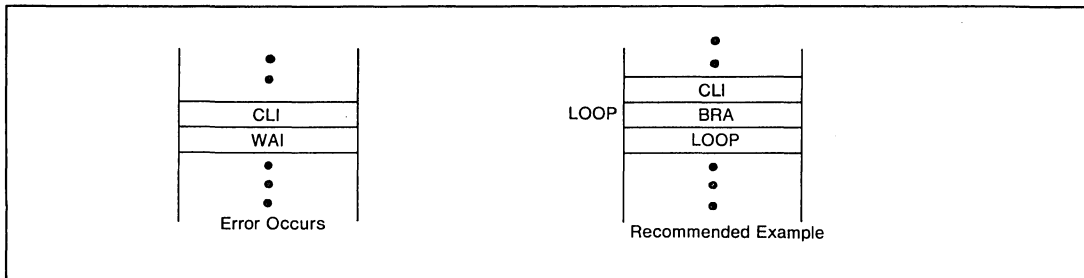 CLI
WAI
Error Occurs
CLI
LOOP BRA
LOOP
Recommended Example